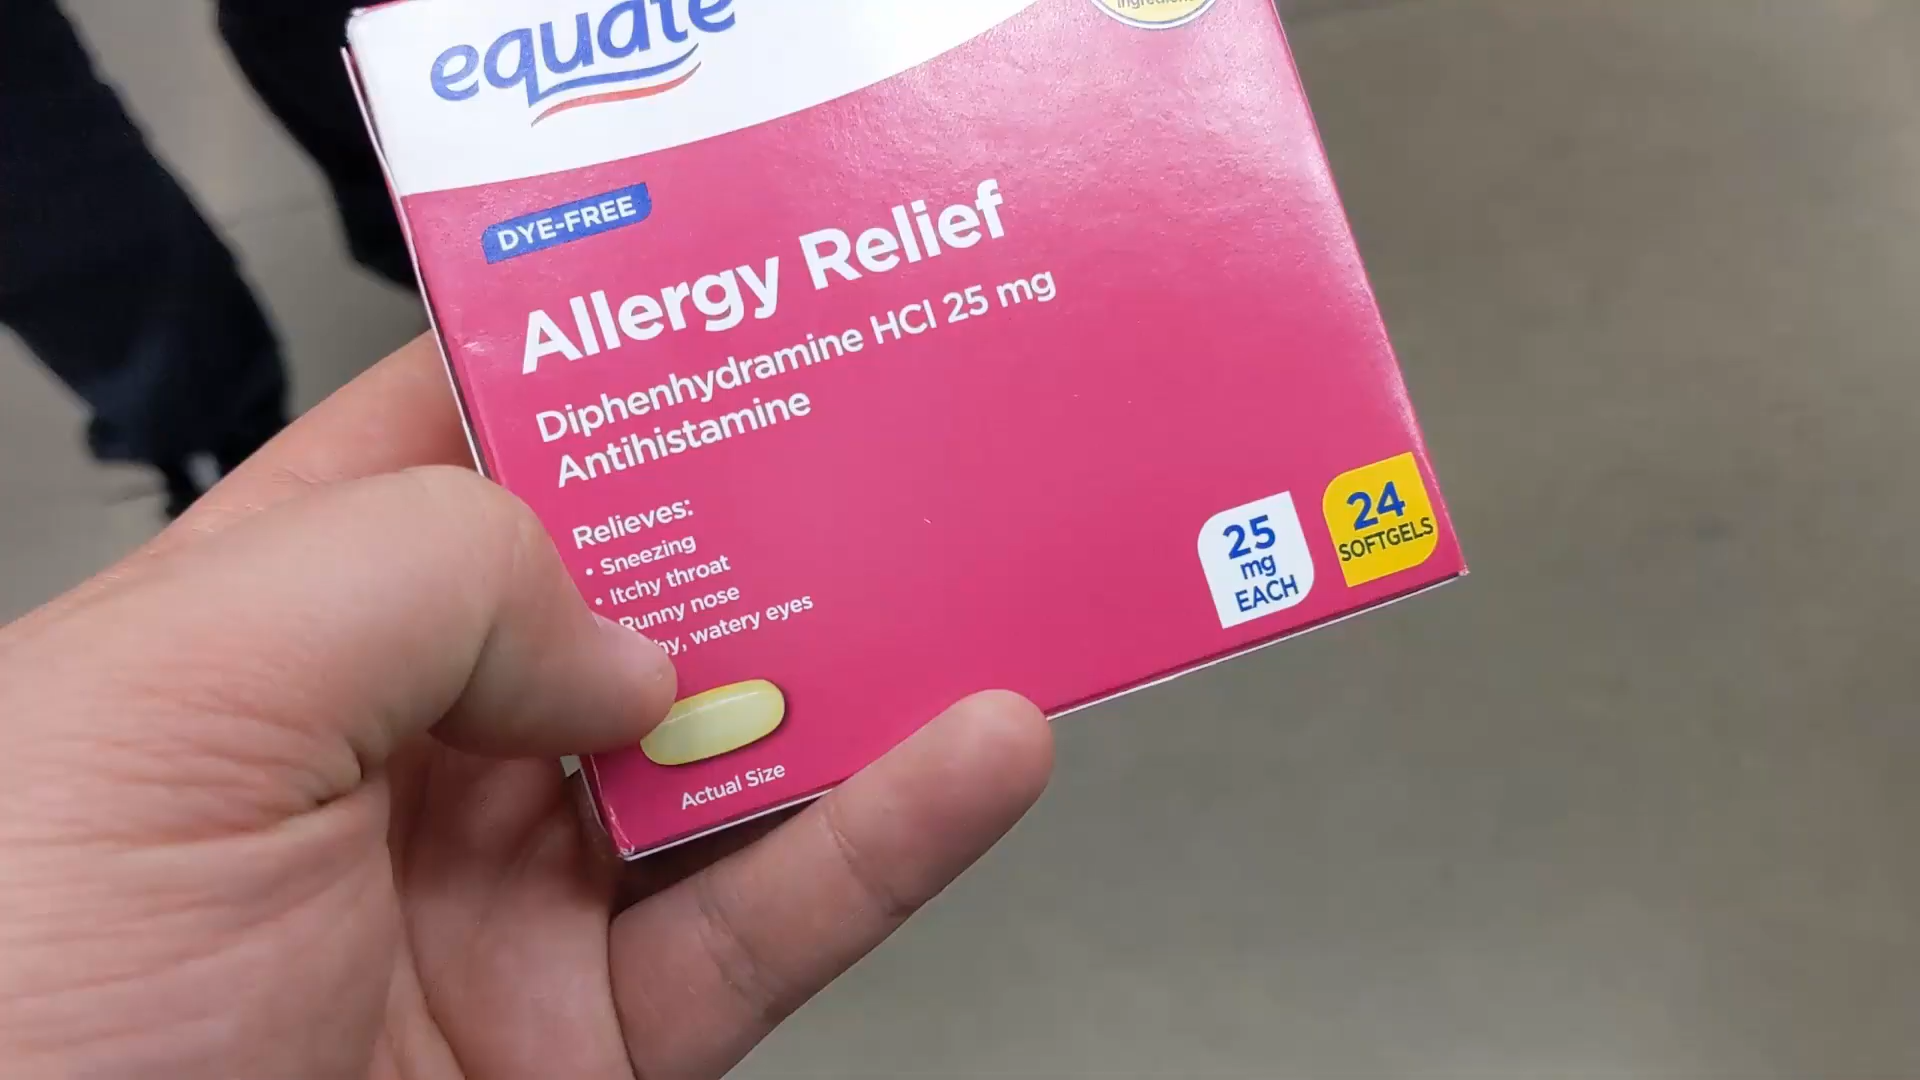 equate
DYE-FREE
Allergy Relief
Diphenhydramine HCl 25 mg
Antihistamine
Relieves:
• Sneezing
• Itchy throat
Runny nose
hy, watery eyes
Actual Size
25
mg
EACH
24
SOFTGELS